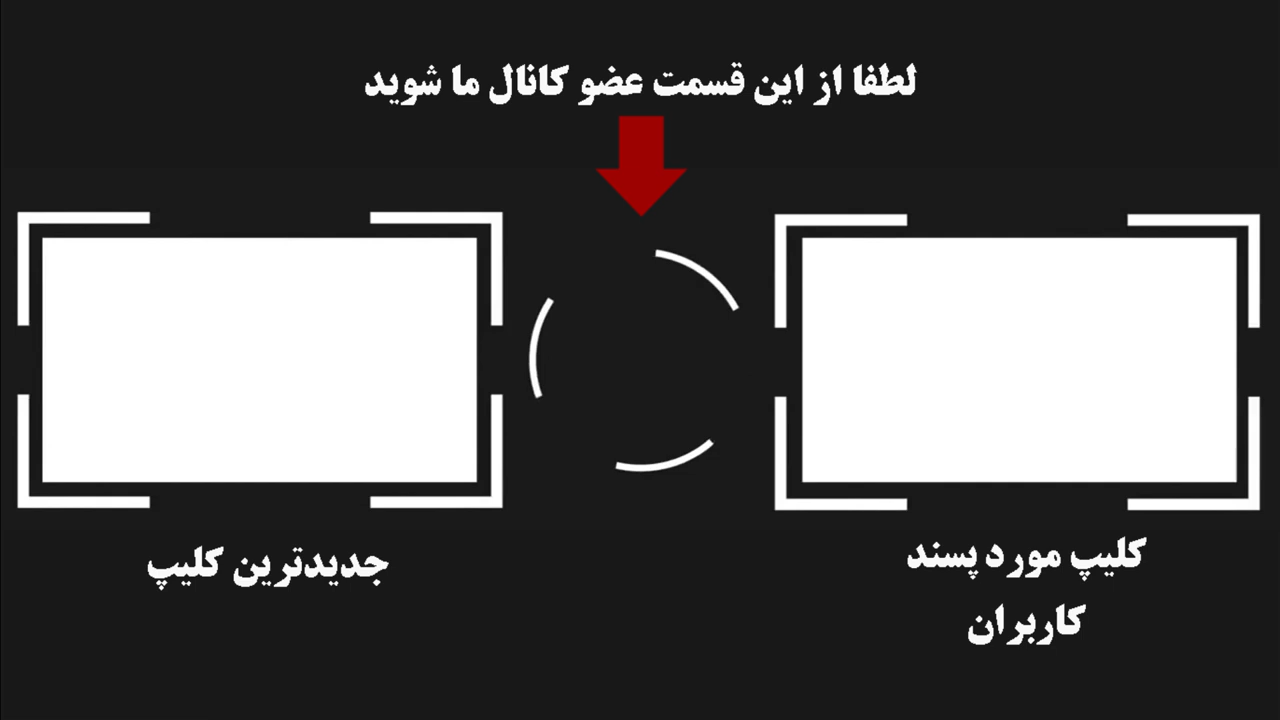 لطفا از این قسمت عضو کانال ما شوید
کلیپ مورد پسند
کاربران
جدیدترین کلیپ